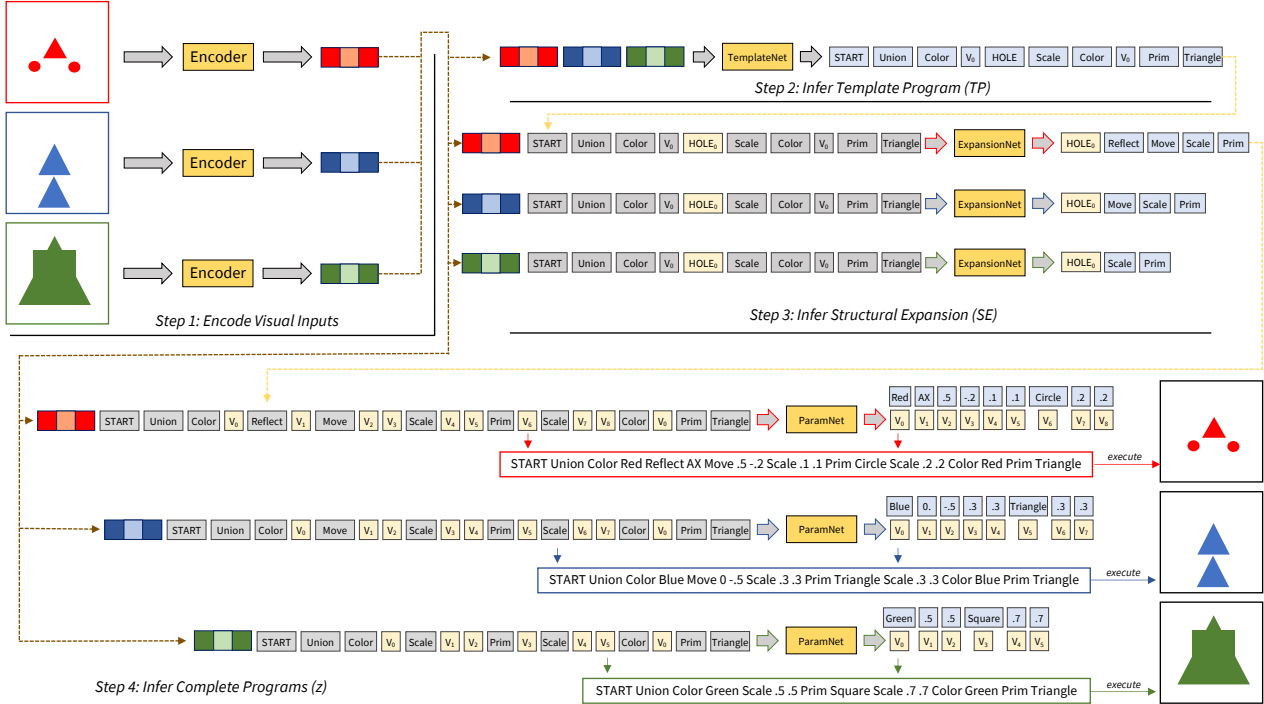 Encoder
Encoder
Encoder
Step 1: Encode Visual Inputs
TemplateNet START Union Color V₀ HOLE Scale Color V₀ Prim Triangle
Step 2: Infer Template Program (TP)
START Union Color V₀ HOLE₀ Scale Color V₀ Prim Triangle ExpansionNet HOLE₀ Reflect Move Scale Prim
START Union Color V₀ HOLE₀ Scale Color V₀ Prim Triangle ExpansionNet HOLE₀ Move Scale Prim
START Union Color V₀ HOLE₀ Scale Color V₀ Prim Triangle ExpansionNet HOLE₀ Scale Prim
Step 3: Infer Structural Expansion (SE)
Red AX .5 -.2 .1 .1 Circle .2 .2
START Union Color V₀ Reflect V₁ Move V₂ V₃ Scale V₄ V₅ Prim V₆ Scale V₇ V₈ Color V₀ Prim Triangle ParamNet V₀ V₁ V₂ V₃ V₄ V₅ V₆ V₇ V₈
START Union Color Red Reflect AX Move .5 -.2 Scale .1 .1 Prim Circle Scale .2 .2 Color Red Prim Triangle execute
Blue 0. -.5 .3 .3 Triangle .3 .3
START Union Color V₀ Move V₁ V₂ Scale V₃ V₄ Prim V₅ Scale V₆ V₇ Color V₀ Prim Triangle ParamNet V₀ V₁ V₂ V₃ V₄ V₅ V₆ V₇
START Union Color Blue Move 0 -.5 Scale .3 .3 Prim Triangle Scale .3 .3 Color Blue Prim Triangle execute
Green .5 .5 Square .7 .7
START Union Color V₀ Scale V₁ V₂ Prim V₃ Scale V₄ V₅ Color V₀ Prim Triangle ParamNet V₀ V₁ V₂ V₃ V₄ V₅
START Union Color Green Scale .5 .5 Prim Square Scale .7 .7 Color Green Prim Triangle execute
Step 4: Infer Complete Programs (z)